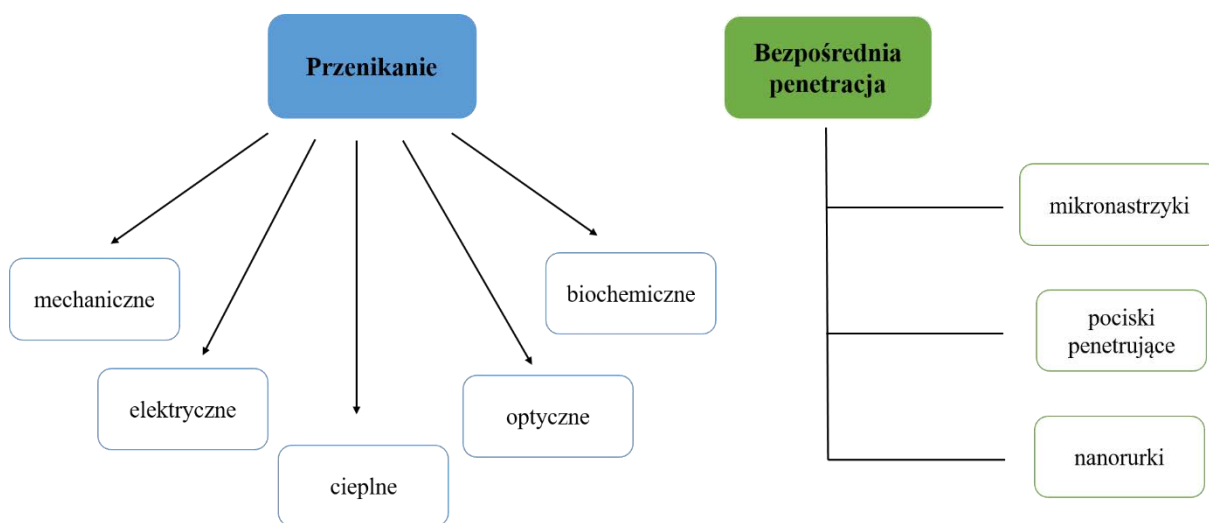 Przenikanie
mechaniczne
elektryczne
cieplne
optyczne
biochemiczne
Bezpośrednia
penetracja
mikronastrzyki
pociski
penetrujące
nanorurki